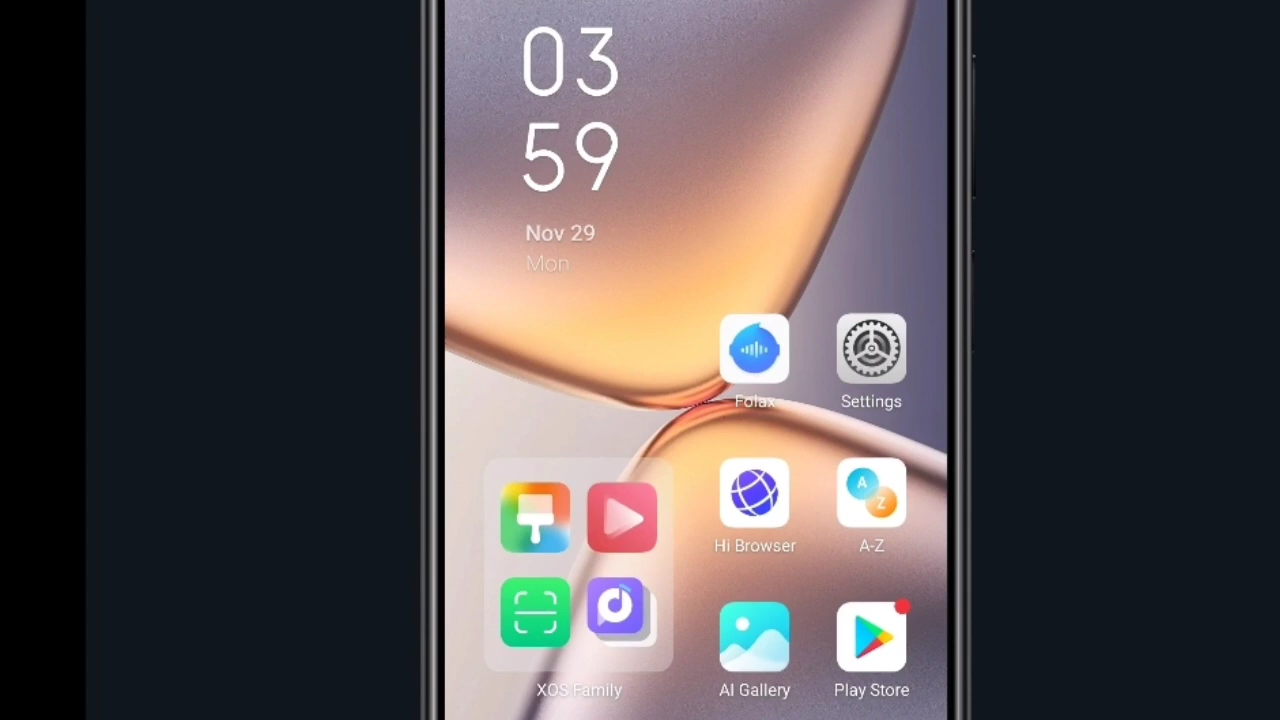 03
59
Nov 29
Mon
Folax
Settings
A
Z
Hi Browser
A-Z
XOS Family
AI Gallery
Play Store